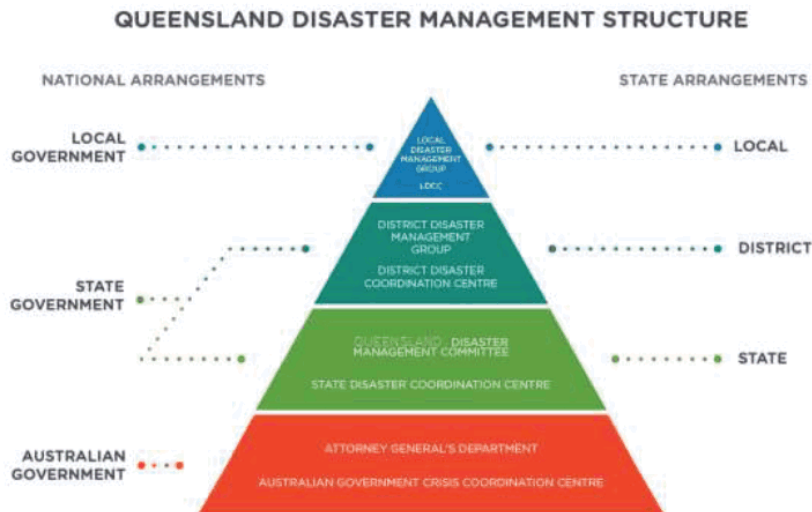 QUEENSLAND DISASTER MANAGEMENT STRUCTURE
NATIONAL ARRANGEMENTS
STATE ARRANGEMENTS
LOCAL
GOVERNMENT
LOCAL
DISASTER
MANAGEMENT
GROUP
LDCC
LOCAL
DISTRICT DISASTER
MANAGEMENT
GROUP
DISTRICT DISASTER
COORDINATION CENTRE
DISTRICT
STATE
GOVERNMENT
QUEENSLAND DISASTER
MANAGEMENT COMMITTEE
STATE DISASTER COORDINATION CENTRE
STATE
AUSTRALIAN
GOVERNMENT
ATTORNEY GENERAL'S DEPARTMENT
AUSTRALIAN GOVERNMENT CRISIS COORDINATION CENTRE